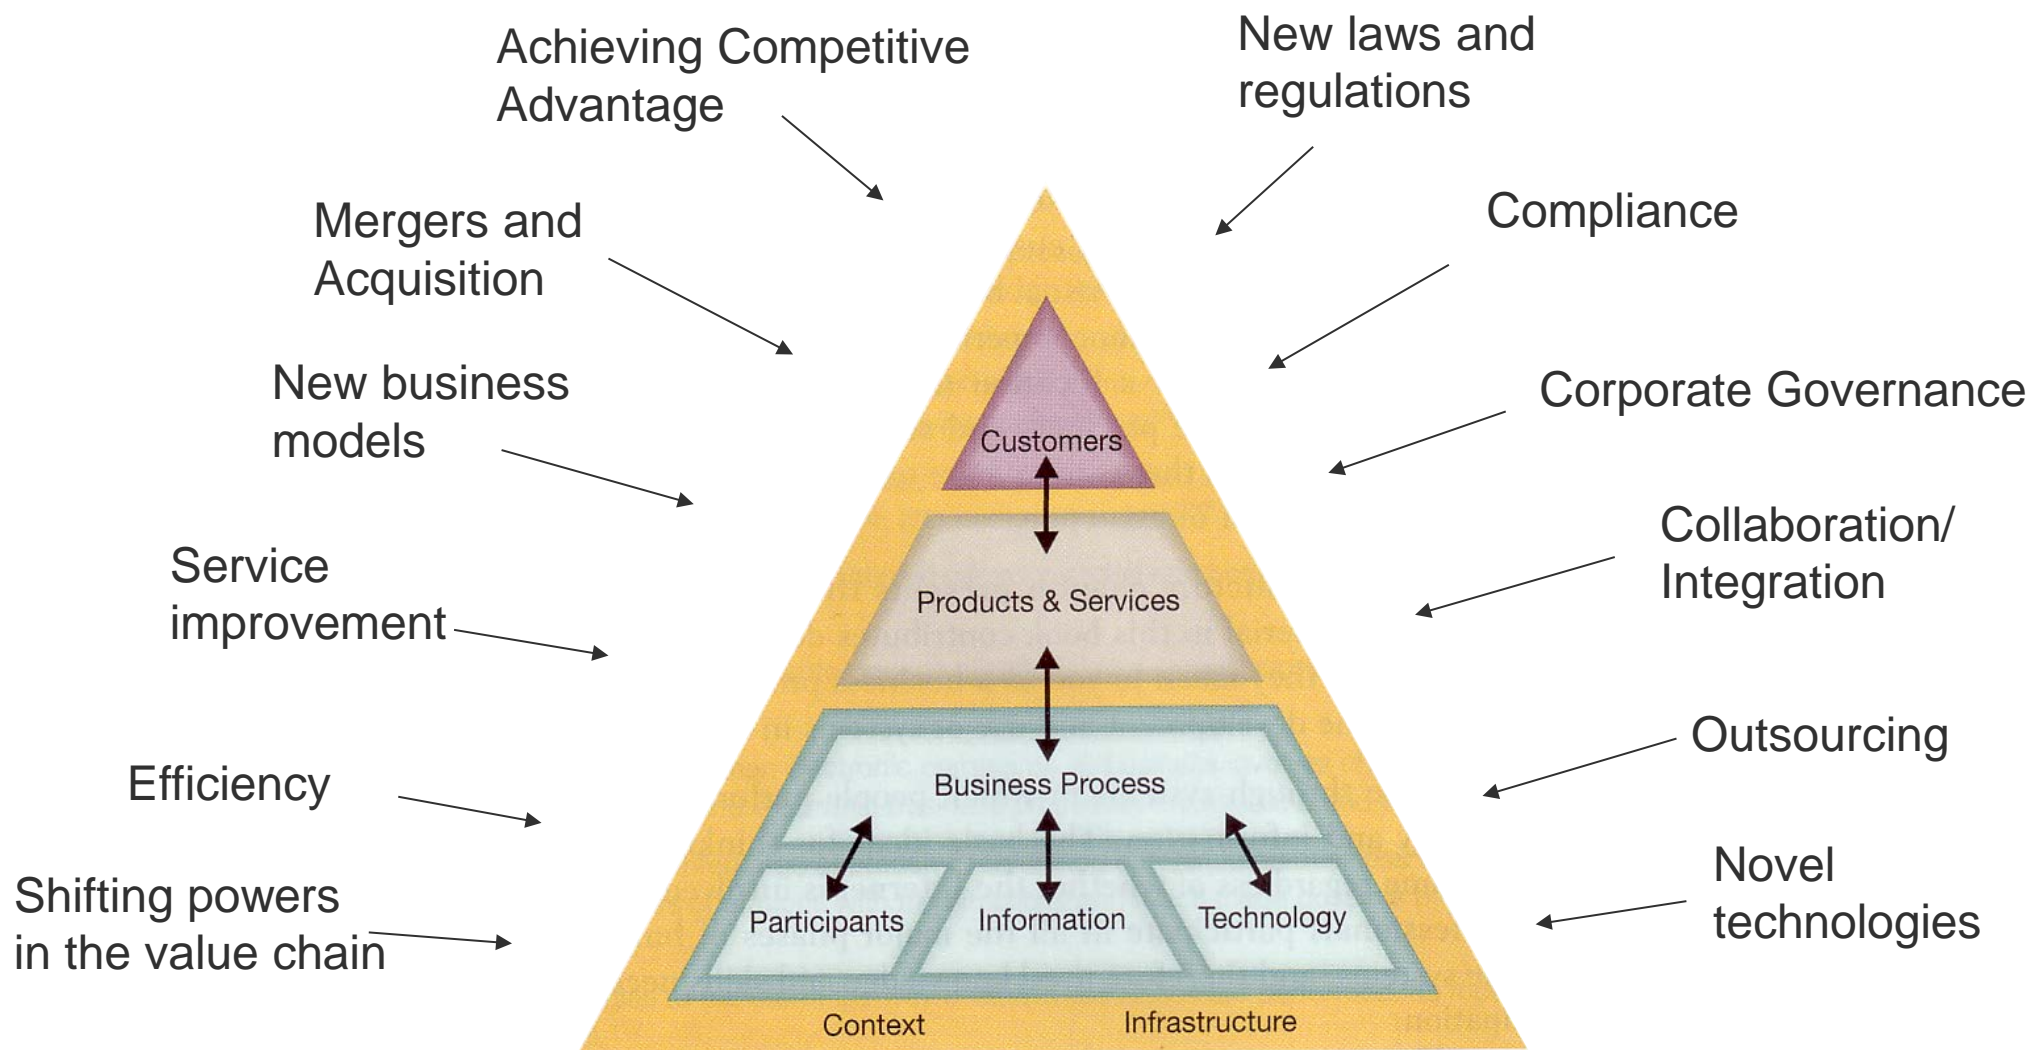 Achieving Competitive
Advantage
New laws and
regulations
Mergers and
Acquisition
Compliance
New business
models
Corporate Governance
Customers
Service
improvement
Collaboration/
Integration
Products & Services
Efficiency
Business Process
Outsourcing
Shifting powers
in the value chain
Participants
Information
Technology
Novel
technologies
Context
Infrastructure